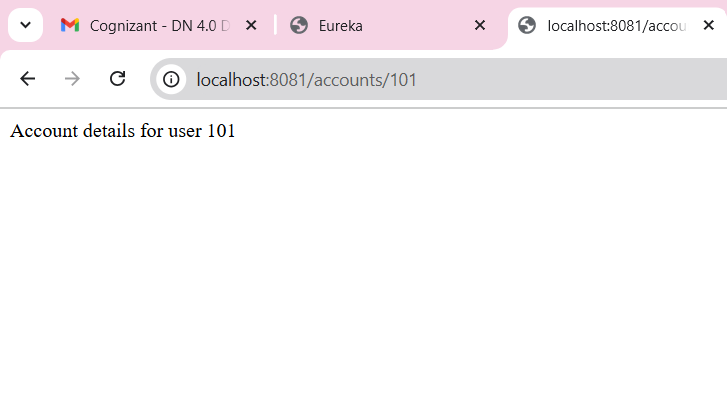 Cognizant - DN 4.0 D
Eureka
localhost:8081/accou
localhost:8081/accounts/101
Account details for user 101